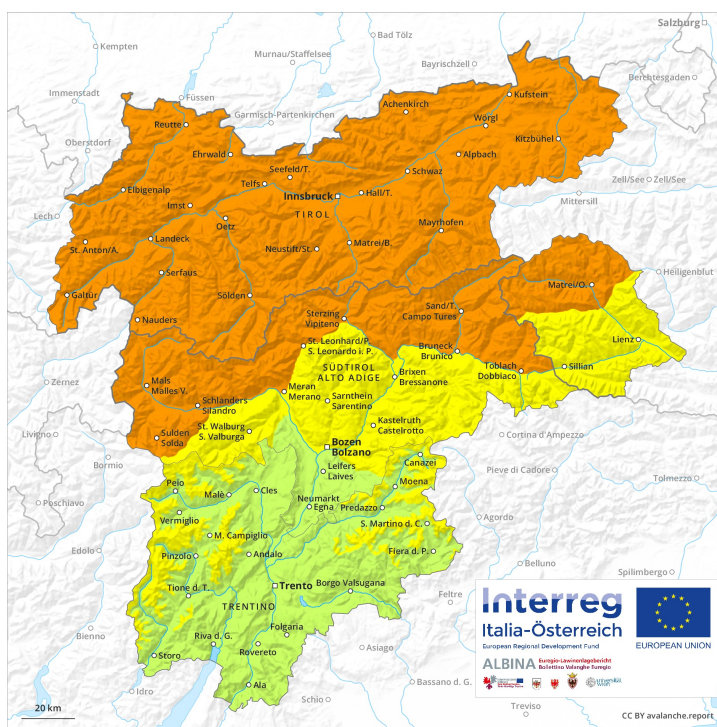 Salzburg
Bad Tölz
Kempten
Murnau/Staffelsee
Bayrischzell
Berchtesgaden
Immenstadt
Füssen
Garmisch-Partenkirchen
Achenkirch
Kufstein
Reutte
Wörgl
Oberstdorf
Ehrwald
Kitzbühel
Alpbach
Seefeld/T.
Schwaz
Zell/See
Zell/See
Elbigenalp
Telfs
Innsbruck
Hall/T.
Mittersill
Imst
TIROL
Lech
Oetz
Mayrhofen
St. Anton/A.
Landeck
Neustift/St.
Matrei/B.
Serfaus
Heiligenblut
Galtür
Sölden
Matrei/O.
Nauders
Sterzing
Vipiteno
Sand/T.
Campo Tures
Lienz
St. Leonhard/P.
S. Leonardo i. P.
Bruneck
Brunico
Zernez
Mals
Malles/V.
SÜDTIROL
ALTO ADIGE
Toblach
Dobbiaco
Sillian
Meran
Merano
Brixen
Bressanone
Schlanders
Silandro
Sarnthein
Sarentino
St. Walburg
S. Valburga
Kastelruth
Castelrotto
Livigno
Sulden
Solda
Bozen
Bolzano
Cortina d'Ampezzo
Bormio
Leifers
Laives
Canazei
Pieve di Cadore
Tolmezzo
Poschiavo
Peio
Malè
Cles
Neumarkt
Egna
Moena
Predazzo
Vermiglio
Agordo
S. Martino d. C.
M. Campiglio
Edolo
Pinzolo
Andalo
Fiera d. P.
Belluno
Spilimbergo
Tione d. T.
Trento
Borgo Valsugana
Feltre
TRENTINO
Bienno
Riva d. G.
Folgaria
Rovereto
Asiago
Storo
Bassano d. G.
Idro
Ala
Schio
Treviso
20 km
Interreg
Italia-Österreich
European Regional Development Fund
EUROPEAN UNION
ALBINA
Euregio-Lawinenlagebericht
Bollettino Valanghe Euregio
universität
wien
CC BY avalanche.report